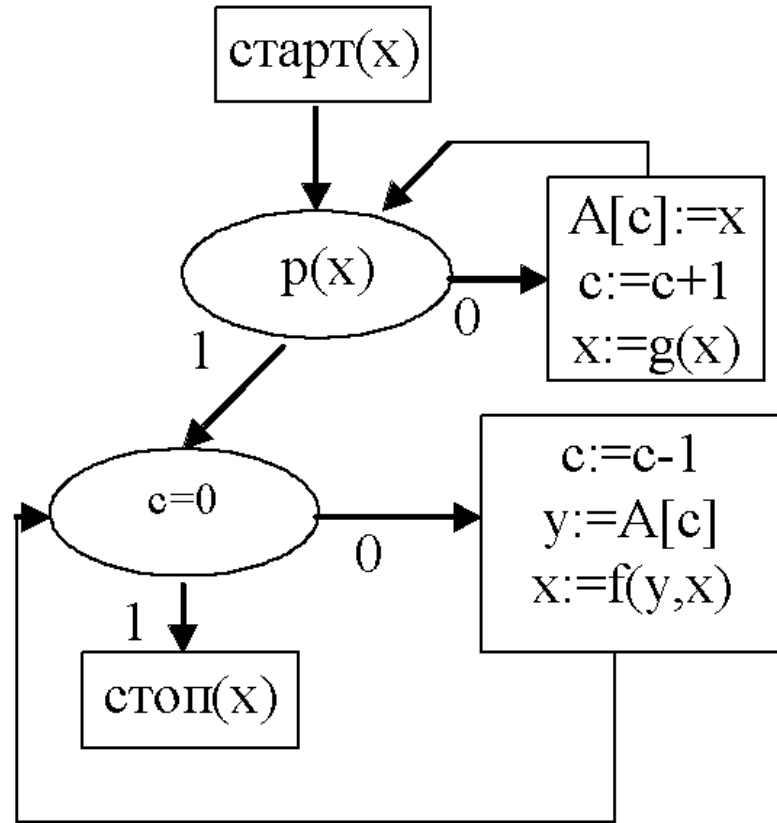 старт(x)
p(x)
0
A[c]:=x
c:=c+1
x:=g(x)
1
c=0
0
c:=c-1
y:=A[c]
x:=f(y,x)
1
стоп(x)